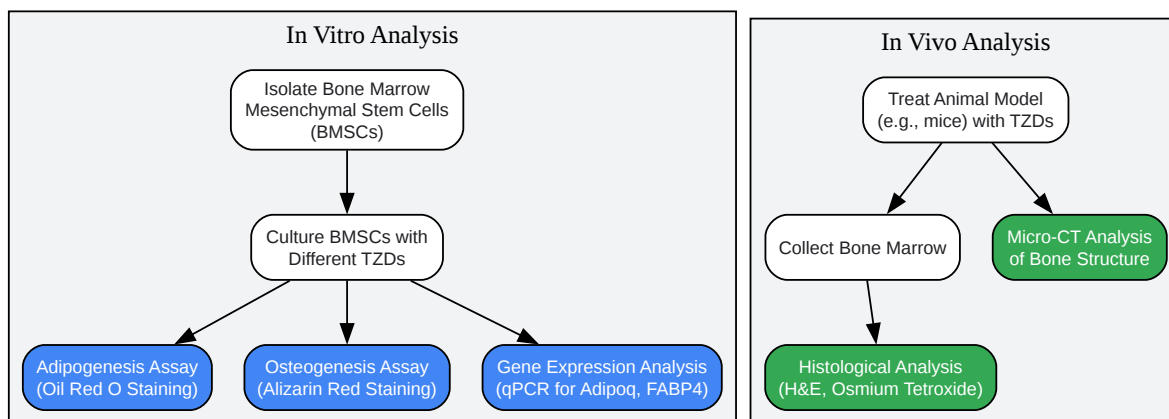 In Vitro Analysis
Isolate Bone Marrow
Mesenchymal Stem Cells
(BMSCs)
Culture BMSCs with
Different TZDs
Adipogenesis Assay
(Oil Red O Staining)
Osteogenesis Assay
(Alizarin Red Staining)
Gene Expression Analysis
(qPCR for Adipoq, FABP4)
In Vivo Analysis
Treat Animal Model
(e.g., mice) with TZDs
Collect Bone Marrow
Micro-CT Analysis
of Bone Structure
Histological Analysis
(H&E, Osmium Tetroxide)